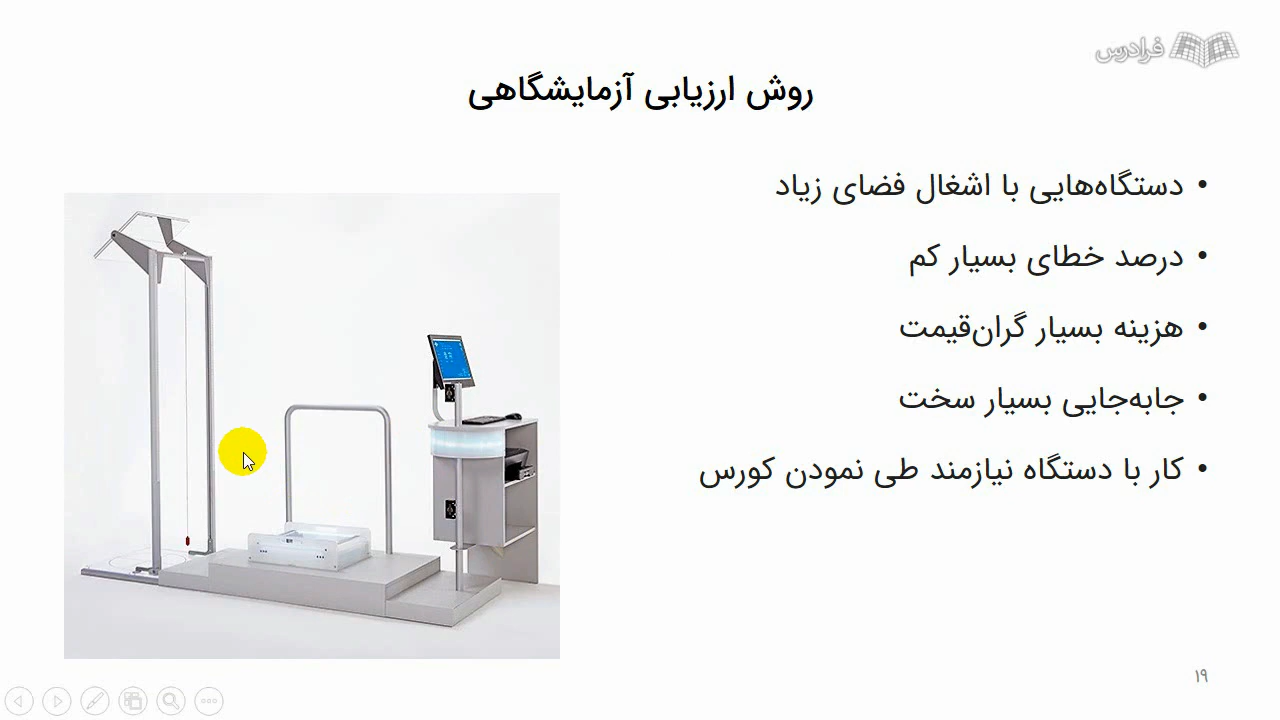 فرادرس
روش ارزیابی آزمایشگاهی
• دستگاه‌هایی با اشغال فضای زیاد
• درصد خطای بسیار کم
• هزینه بسیار گران‌قیمت
• جابه‌جایی بسیار سخت
• کار با دستگاه نیازمند طی نمودن کورس
۱۹